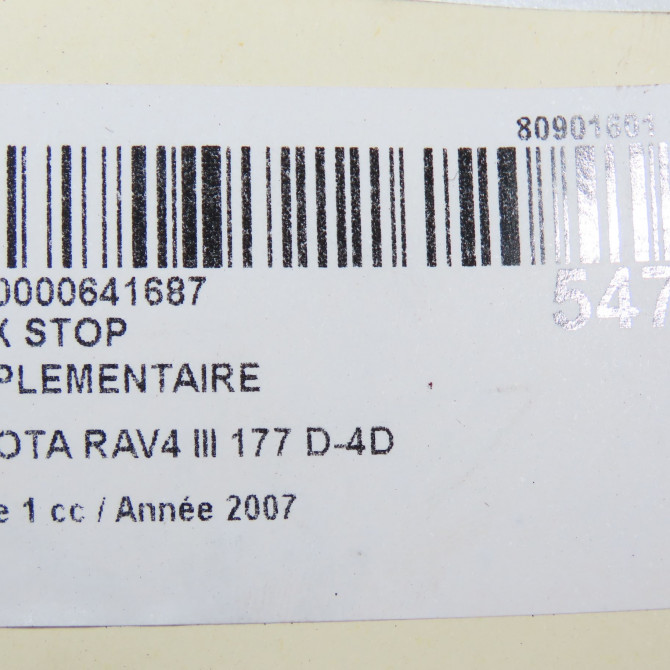 80901601
0000641687
547
X STOP
PLEMENTAIRE
OTA RAV4 III 177 D-4D
e 1 cc / Année 2007